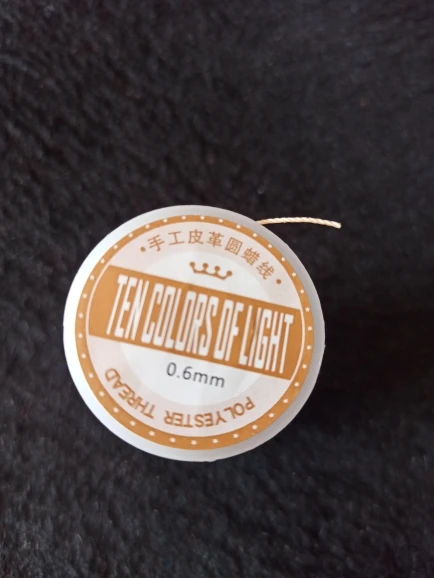 ·手工皮革圆蜡线·
TEN COLORS OF LIGHT
0.6mm
POLYESTER THREAD